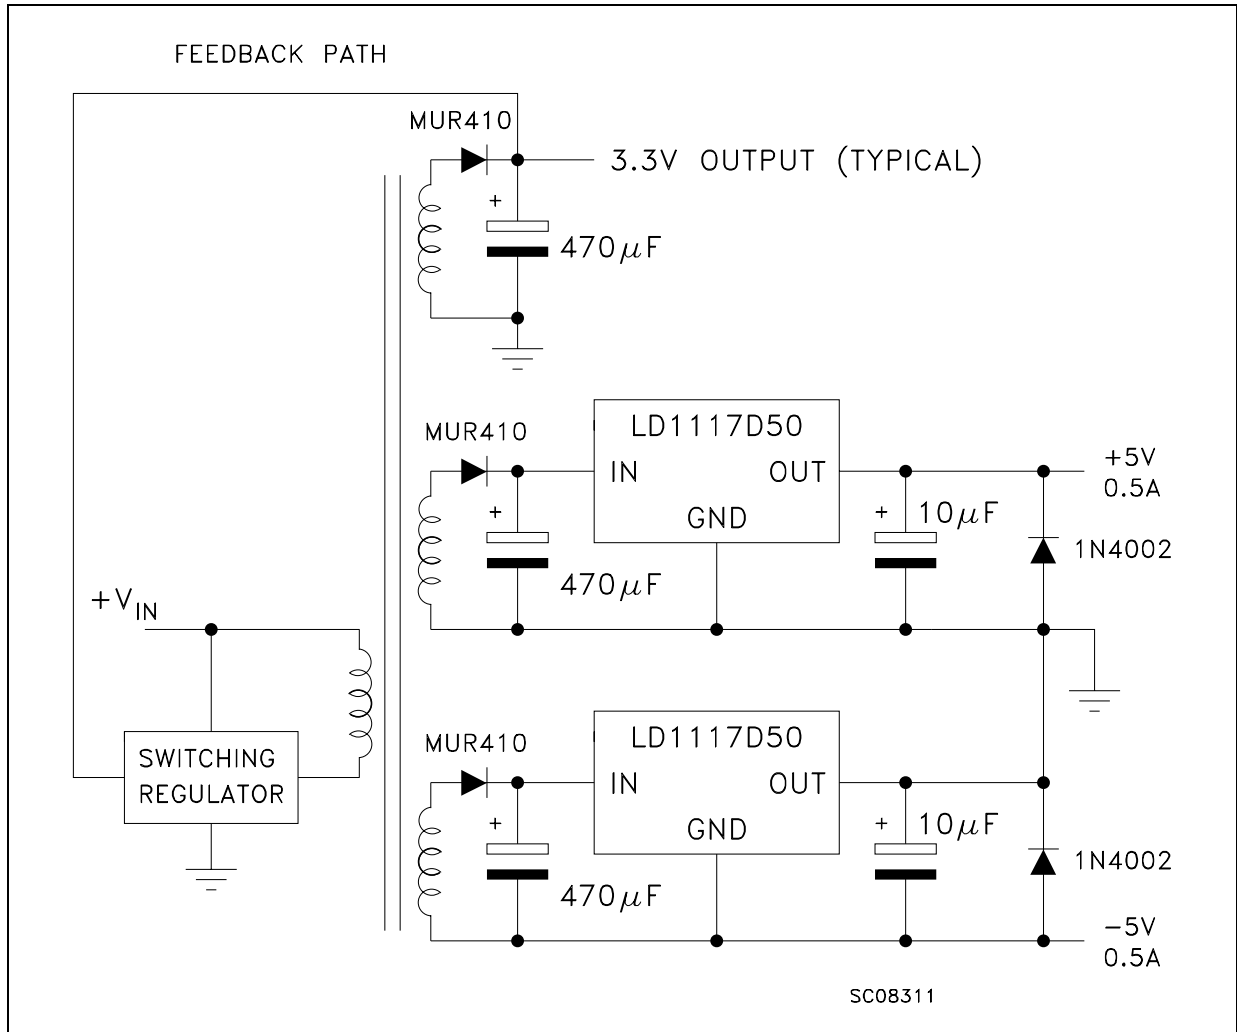 FEEDBACK PATH
MUR410
3.3V OUTPUT (TYPICAL)
+
470μF
MUR410
LD1117D50
IN
OUT
GND
+
470μF
+
10μF
+5V
0.5A
1N4002
+VIN
SWITCHING
REGULATOR
MUR410
LD1117D50
IN
OUT
GND
+
470μF
+
10μF
1N4002
−5V
0.5A
SC08311